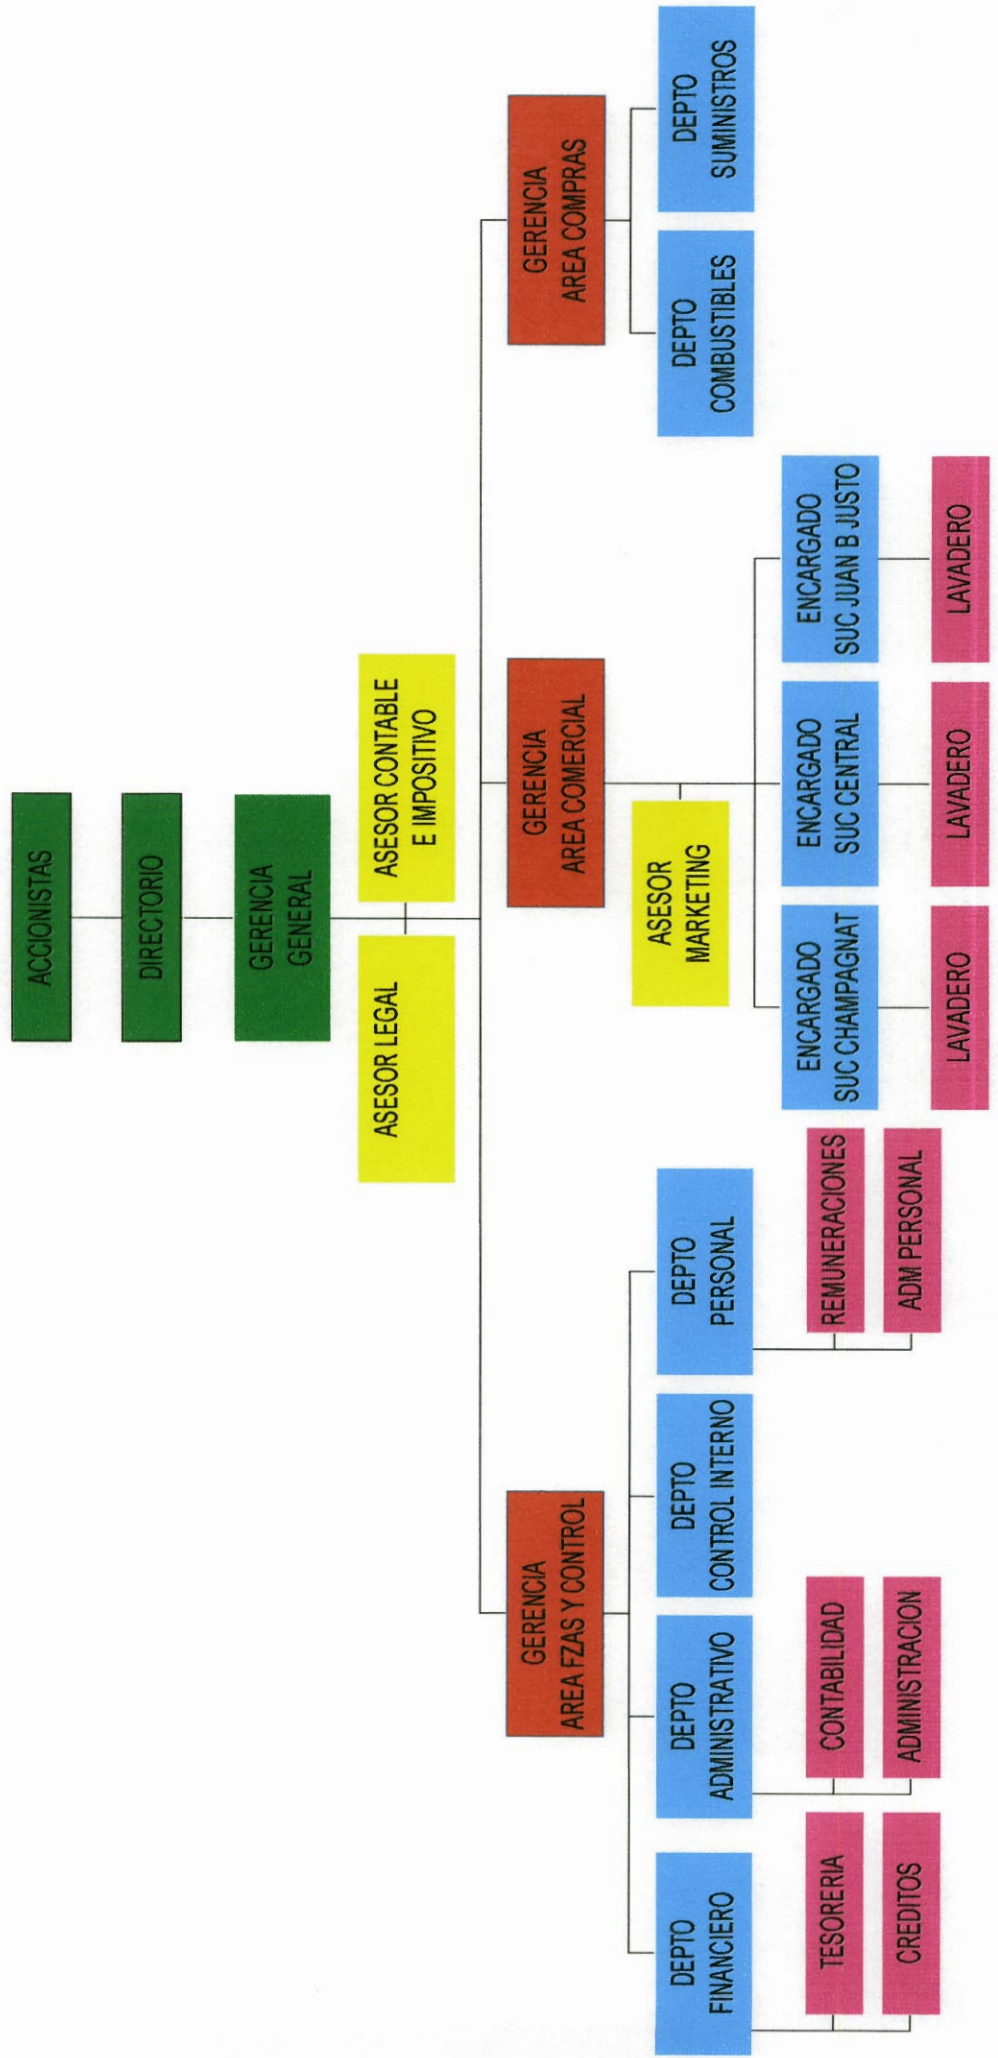 ACCIONISTAS
DIRECTORIO
GERENCIA
GENERAL
ASESOR LEGAL
ASESOR CONTABLE
E IMPOSITIVO
GERENCIA
AREA FZAS Y CONTROL
GERENCIA
AREA COMERCIAL
GERENCIA
AREA COMPRAS
DEPTO
FINANCIERO
DEPTO
ADMINISTRATIVO
DEPTO
CONTROL INTERNO
DEPTO
PERSONAL
ASESOR
MARKETING
DEPTO
COMBUSTIBLES
DEPTO
SUMINISTROS
TESORERIA
CREDITOS
CONTABILIDAD
ADMINISTRACION
REMUNERACIONES
ADM PERSONAL
ENCARGADO
SUC CHAMPAGNAT
ENCARGADO
SUC CENTRAL
ENCARGADO
SUC JUAN B JUSTO
LAVADERO
LAVADERO
LAVADERO